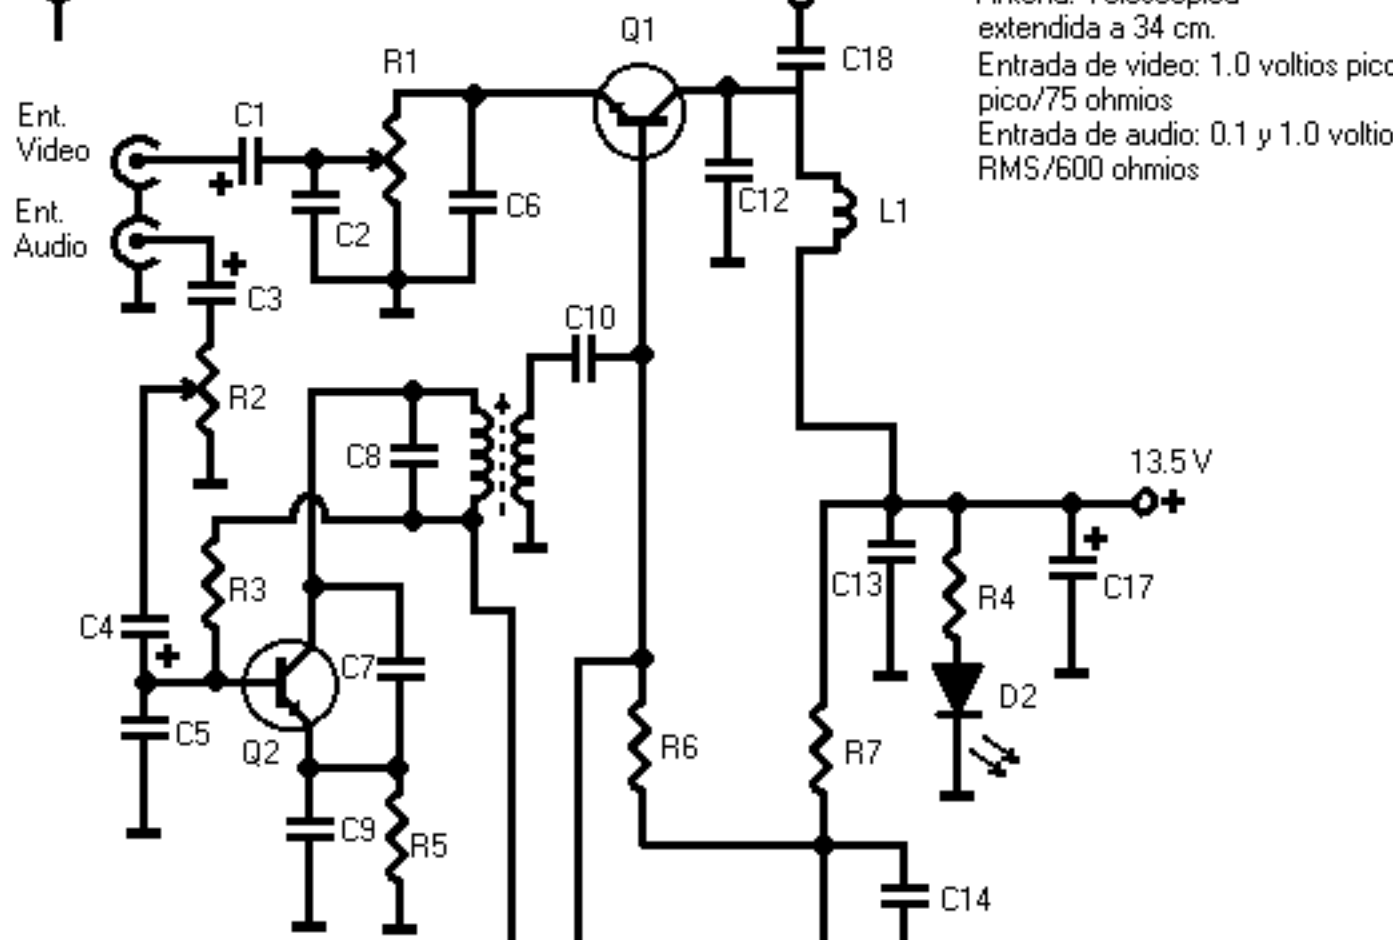 extendida a 34 cm.
Entrada de video: 1.0 voltios pico
pico/75 ohmios
Entrada de audio: 0.1 y 1.0 voltio
RMS/600 ohmios
Q1
C18
R1
Ent.
Video
C1
C2
C6
C12
L1
Ent.
Audio
C3
C10
R2
C8
13.5 V
+
R3
C13
R4
C17
C4
C7
D2
C5
Q2
R6
R7
C9
R5
C14